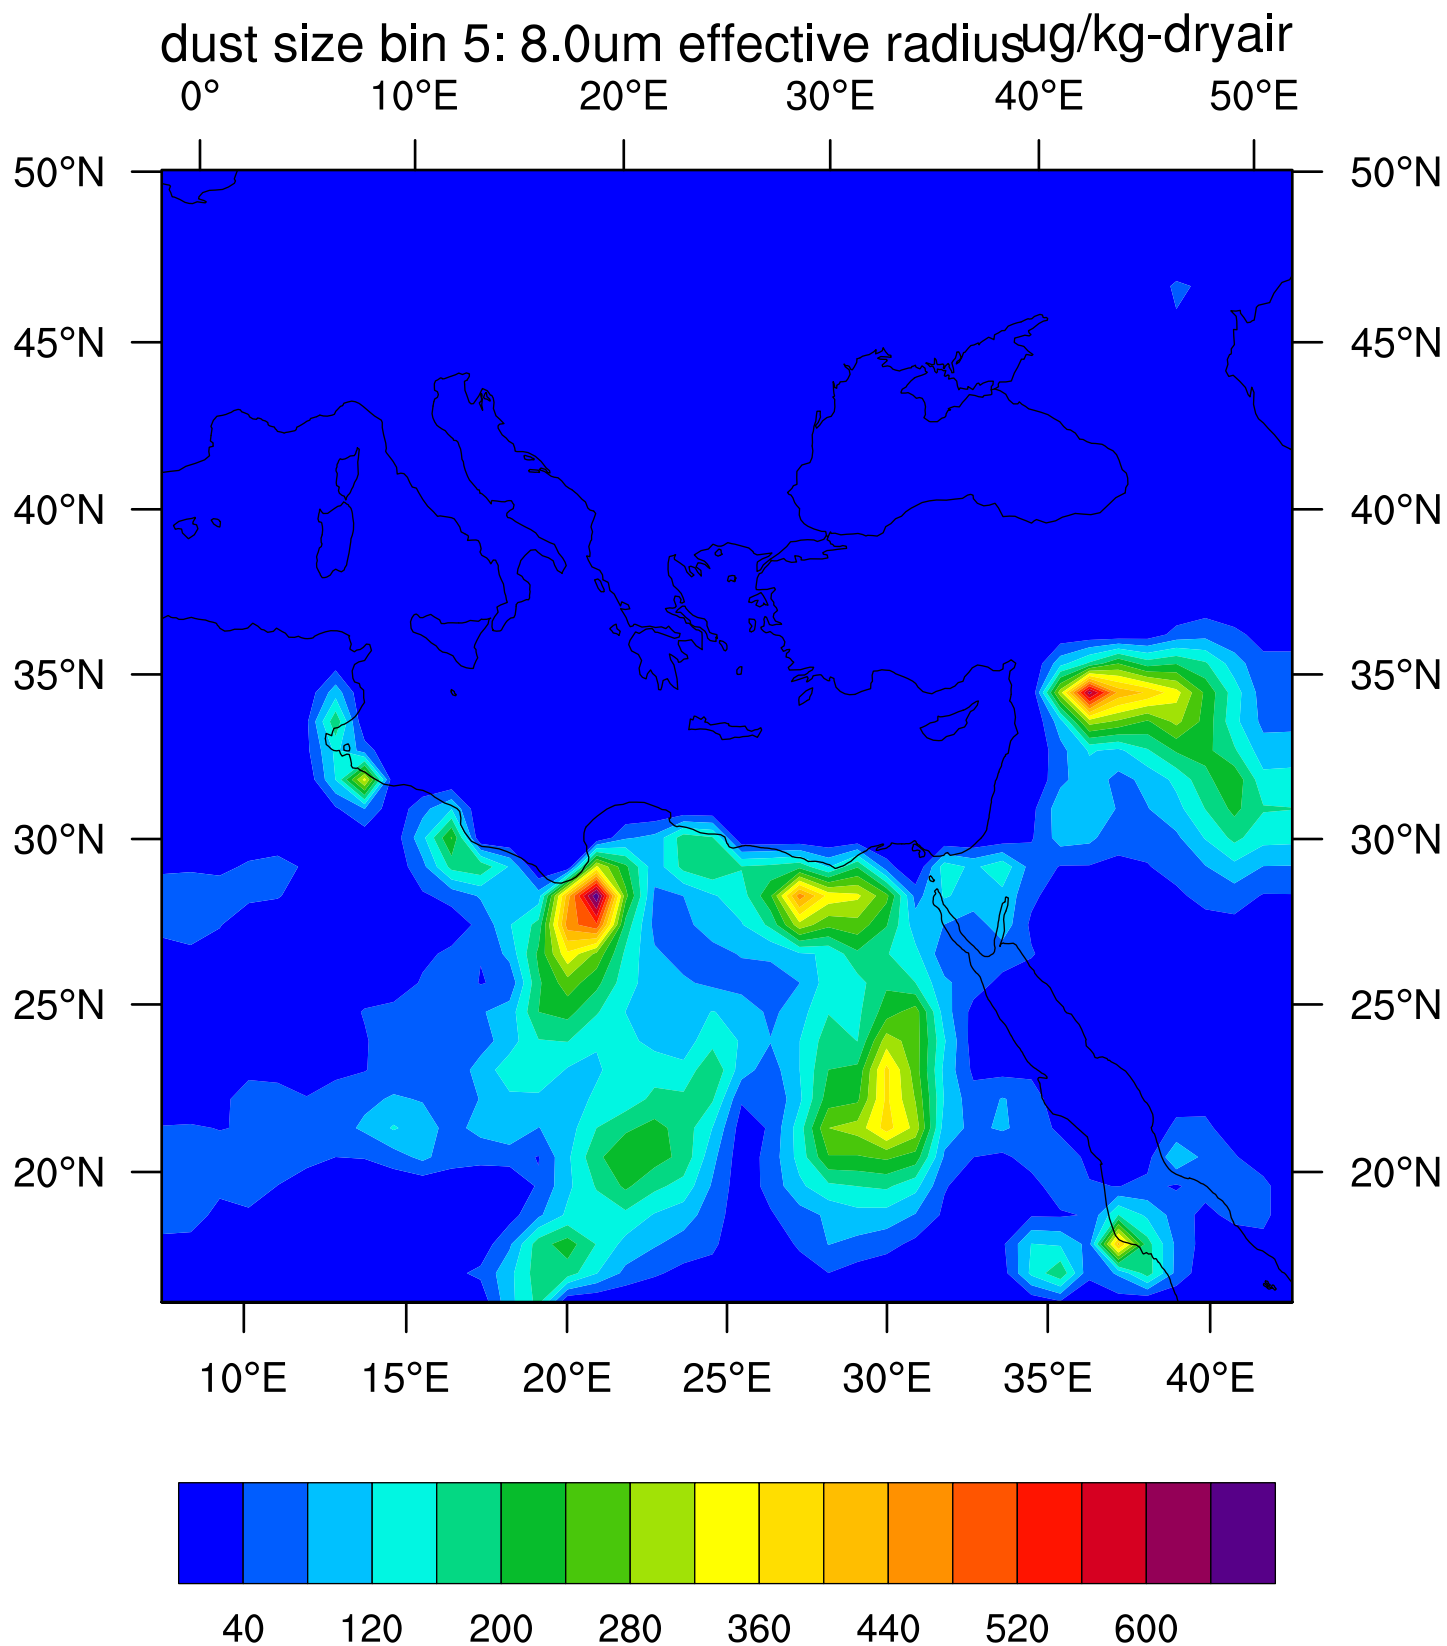 dust size bin 5: 8.0um effective radius ug/kg-dryair
0° 10°E 20°E 30°E 40°E 50°E
50°N 50°N
45°N 45°N
40°N 40°N
35°N 35°N
30°N 30°N
25°N 25°N
20°N 20°N
10°E 15°E 20°E 25°E 30°E 35°E 40°E
40 120 200 280 360 440 520 600